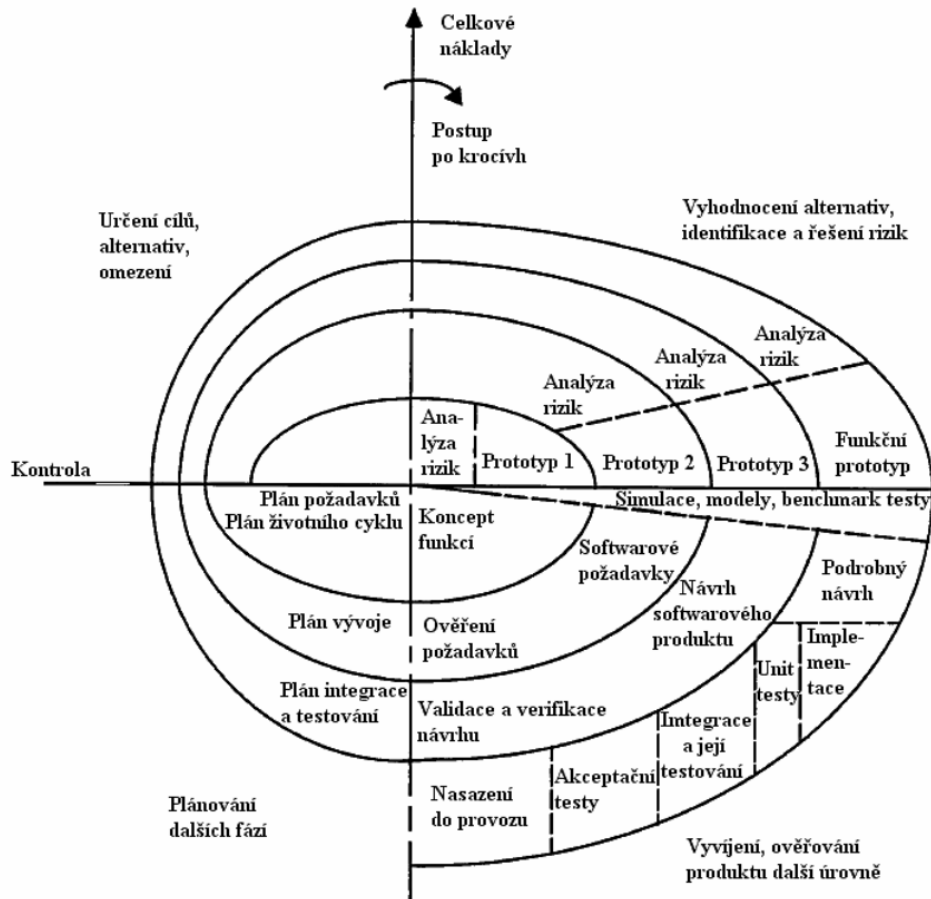 Celkové
náklady
Postup
po krocívh
Určení cílů,
alternativ,
omezení
Vyhodnocení alternativ,
identifikace a řešení rizik
Analýza
rizik
Analýza
rizik
Analýza
rizik
Ana-
lýza
rizik
Prototyp 1
Prototyp 2
Prototyp 3
Funkční
prototyp
Kontrola
Plán požadavků
Plán životního cyklu
Koncept
funkcí
Simulace, modely, benchmark testy
Softwarové
požadavky
Podrobný
návrh
Návrh
softwarového
produktu
Plán vývoje
Ověření
požadavků
Imple-
men-
tace
Unit
testy
Plán integrace
a testování
Validace a verifikace
návrhu
Imtegrace
a její
testování
Akceptační
testy
Nasazení
do provozu
Plánování
dalších fází
Vyvíjení, ověřování
produktu další úrovně